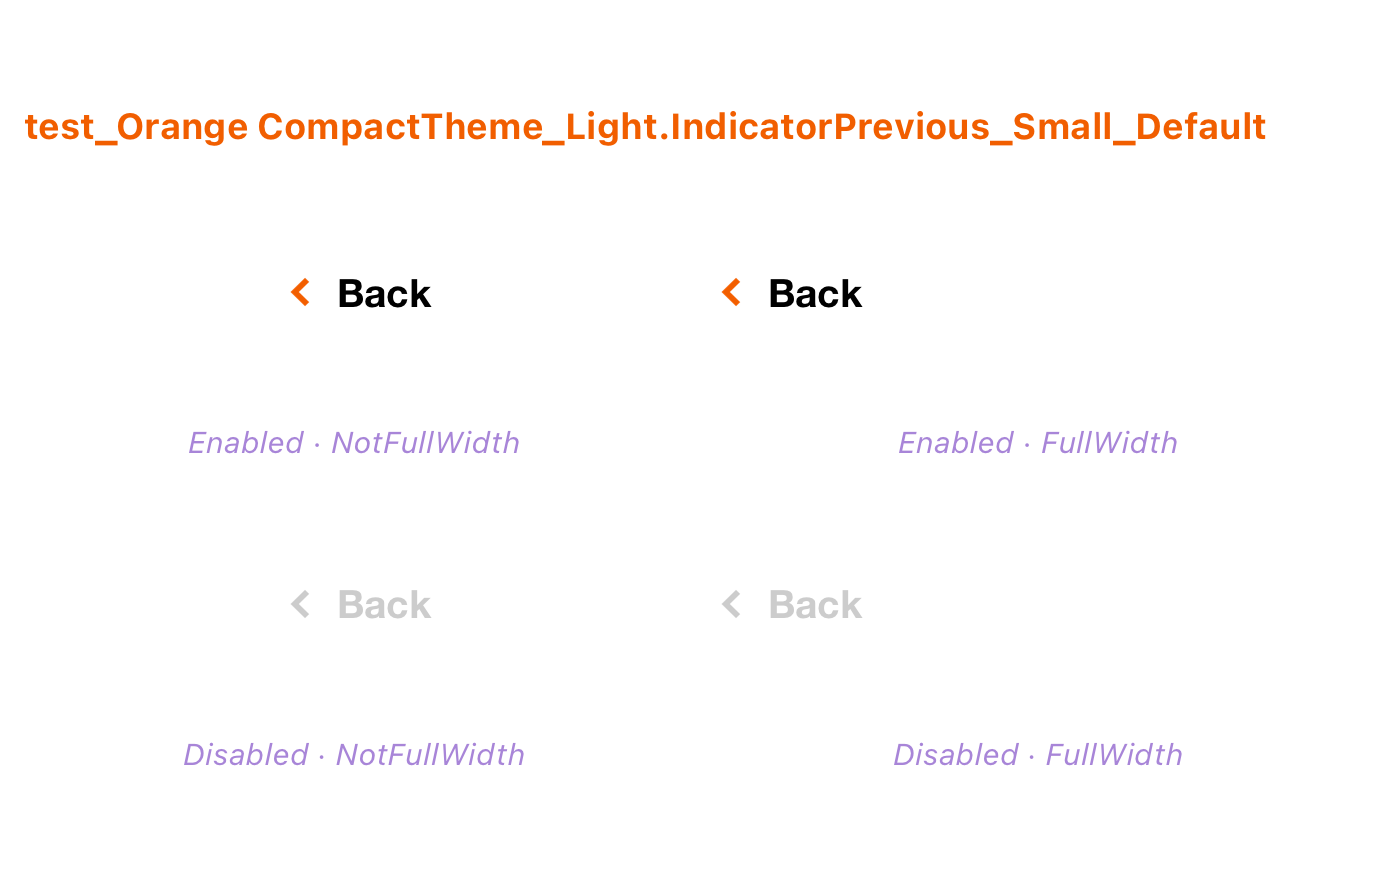 test_Orange CompactTheme_Light.IndicatorPrevious_Small_Default
Back Back
Enabled · NotFullWidth Enabled · FullWidth
Back Back
Disabled · NotFullWidth Disabled · FullWidth